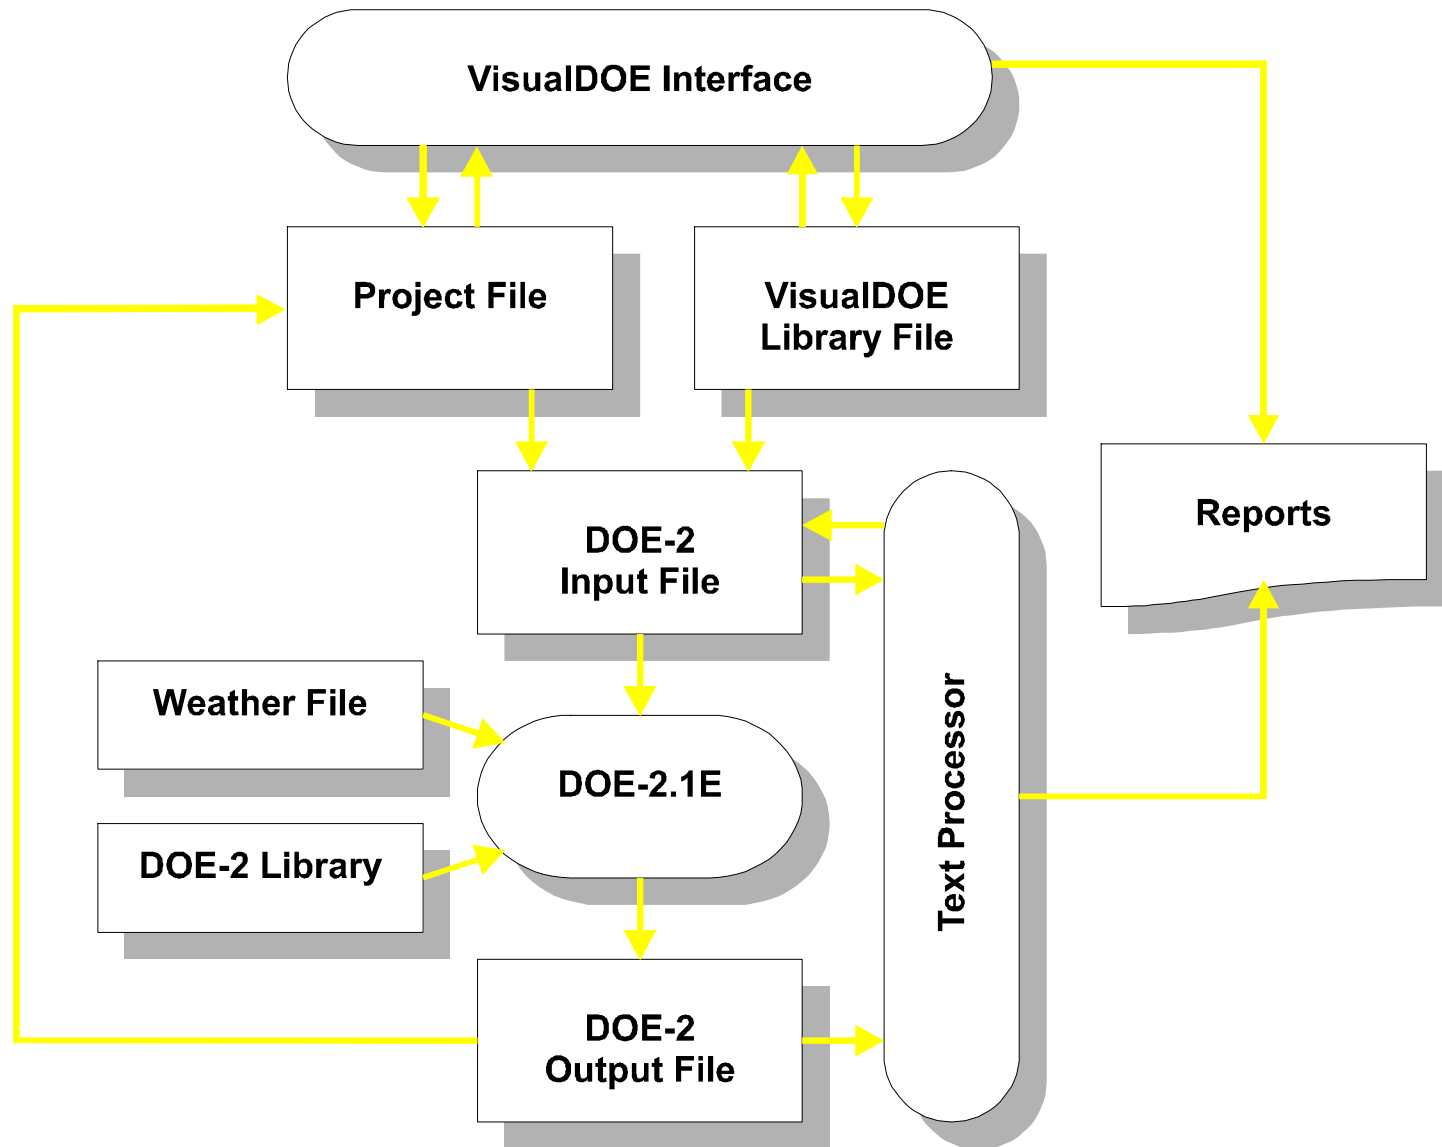 VisualDOE Interface
Project File
VisualDOE
Library File
Reports
DOE-2
Input File
Weather File
DOE-2.1E
Text Processor
DOE-2 Library
DOE-2
Output File